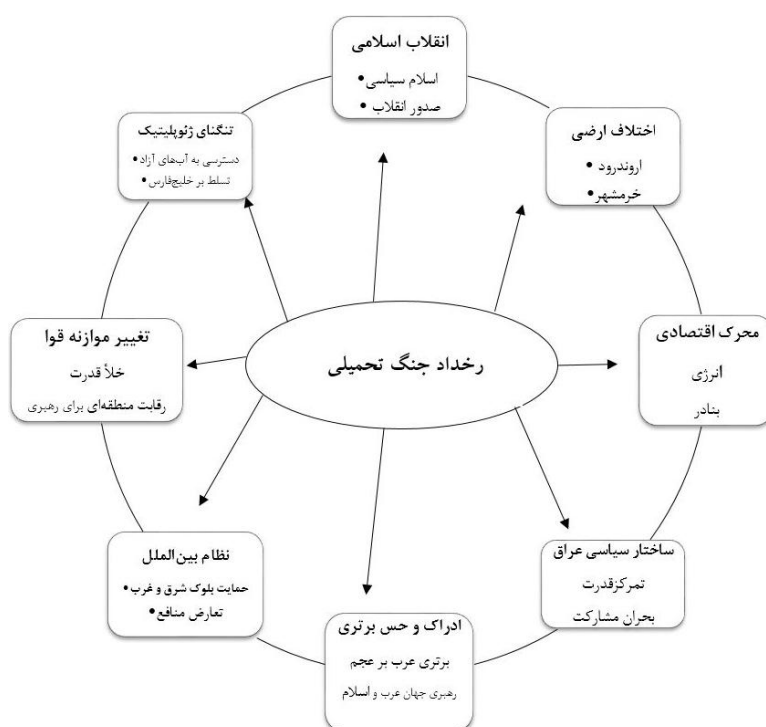 انقلاب اسلامی
اسلام سیاسی•
صدور انقلاب •
اختلاف ارضی
اروندرود •
خرمشهر•
محرک اقتصادی
انرژی
بنادر
ساختار سیاسی عراق
تمرکزقدرت
بحران مشارکت
ادراک و حس برتری
برتری عرب بر عجم
رهبری جهان عرب و اسلام
نظام بین‌الملل
حمایت بلوک شرق و غرب•
تعارض منافع•
تغییر موازنه قوا
خلأ قدرت
رقابت منطقه‌ای برای رهبری
تنگنای ژئوپلیتیک
دسترسی به آب‌های آزاد•
تسلط بر خلیج‌فارس•
رخداد جنگ تحمیلی